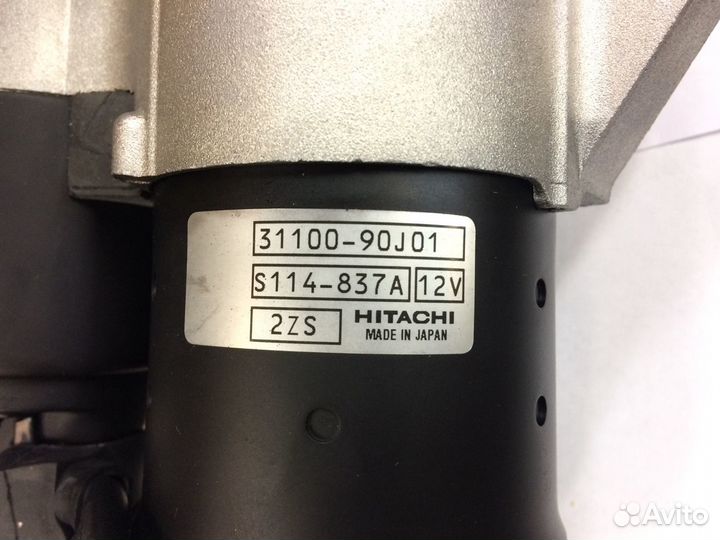 31100-90J01
S114-837A 12V
2ZS HITACHI
MADE IN JAPAN
Avito